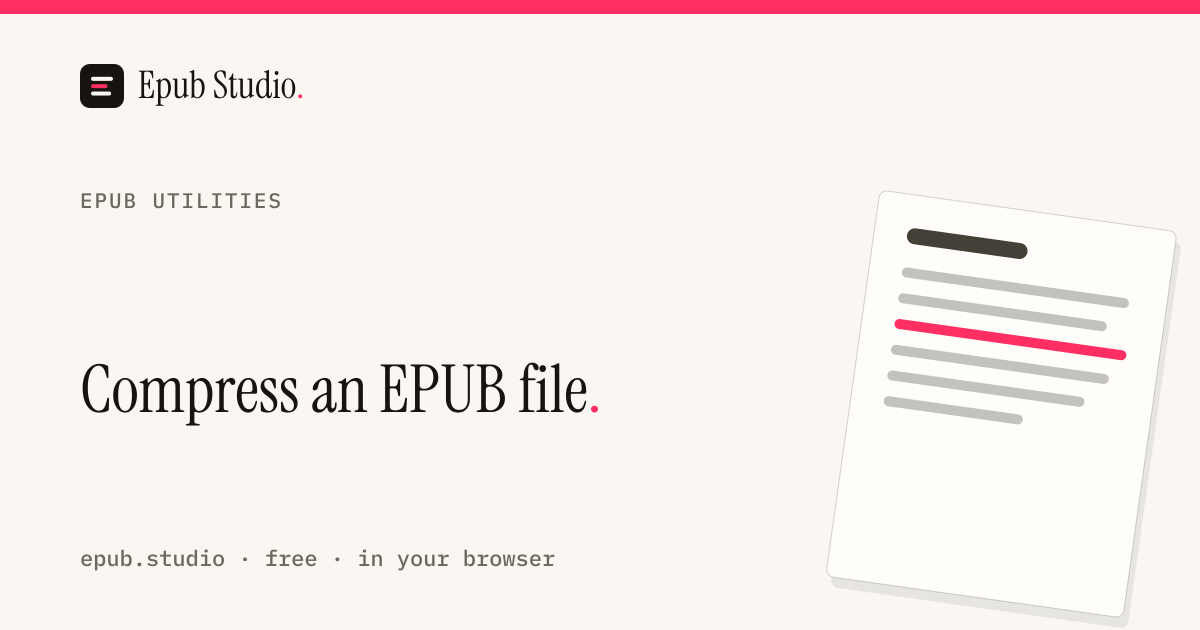 Epub Studio.
EPUB UTILITIES
Compress an EPUB file.
epub.studio · free · in your browser